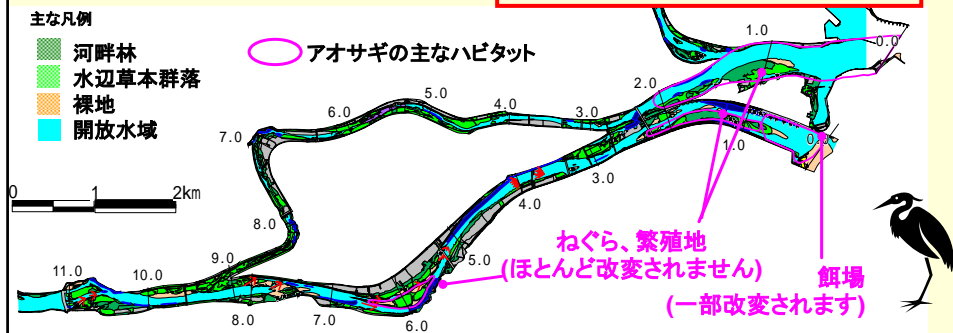 主な凡例
河畔林
水辺草本群落
裸地
開放水域
アオサギの主なハビタット
0 1 2km
1.0
0.0
2.0
3.0
4.0
5.0
6.0
7.0
8.0
9.0
10.0
11.0
1.0
3.0
4.0
5.0
6.0
7.0
8.0
ねぐら、繁殖地
(ほとんど改変されません)
餌場
(一部改変されます)